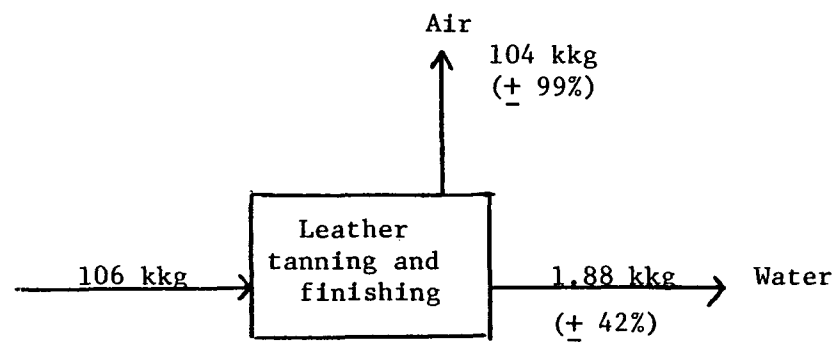 Air
104 kkg
(± 99%)
Leather
tanning and
finishing
106 kkg
1.88 kkg
Water
(± 42%)